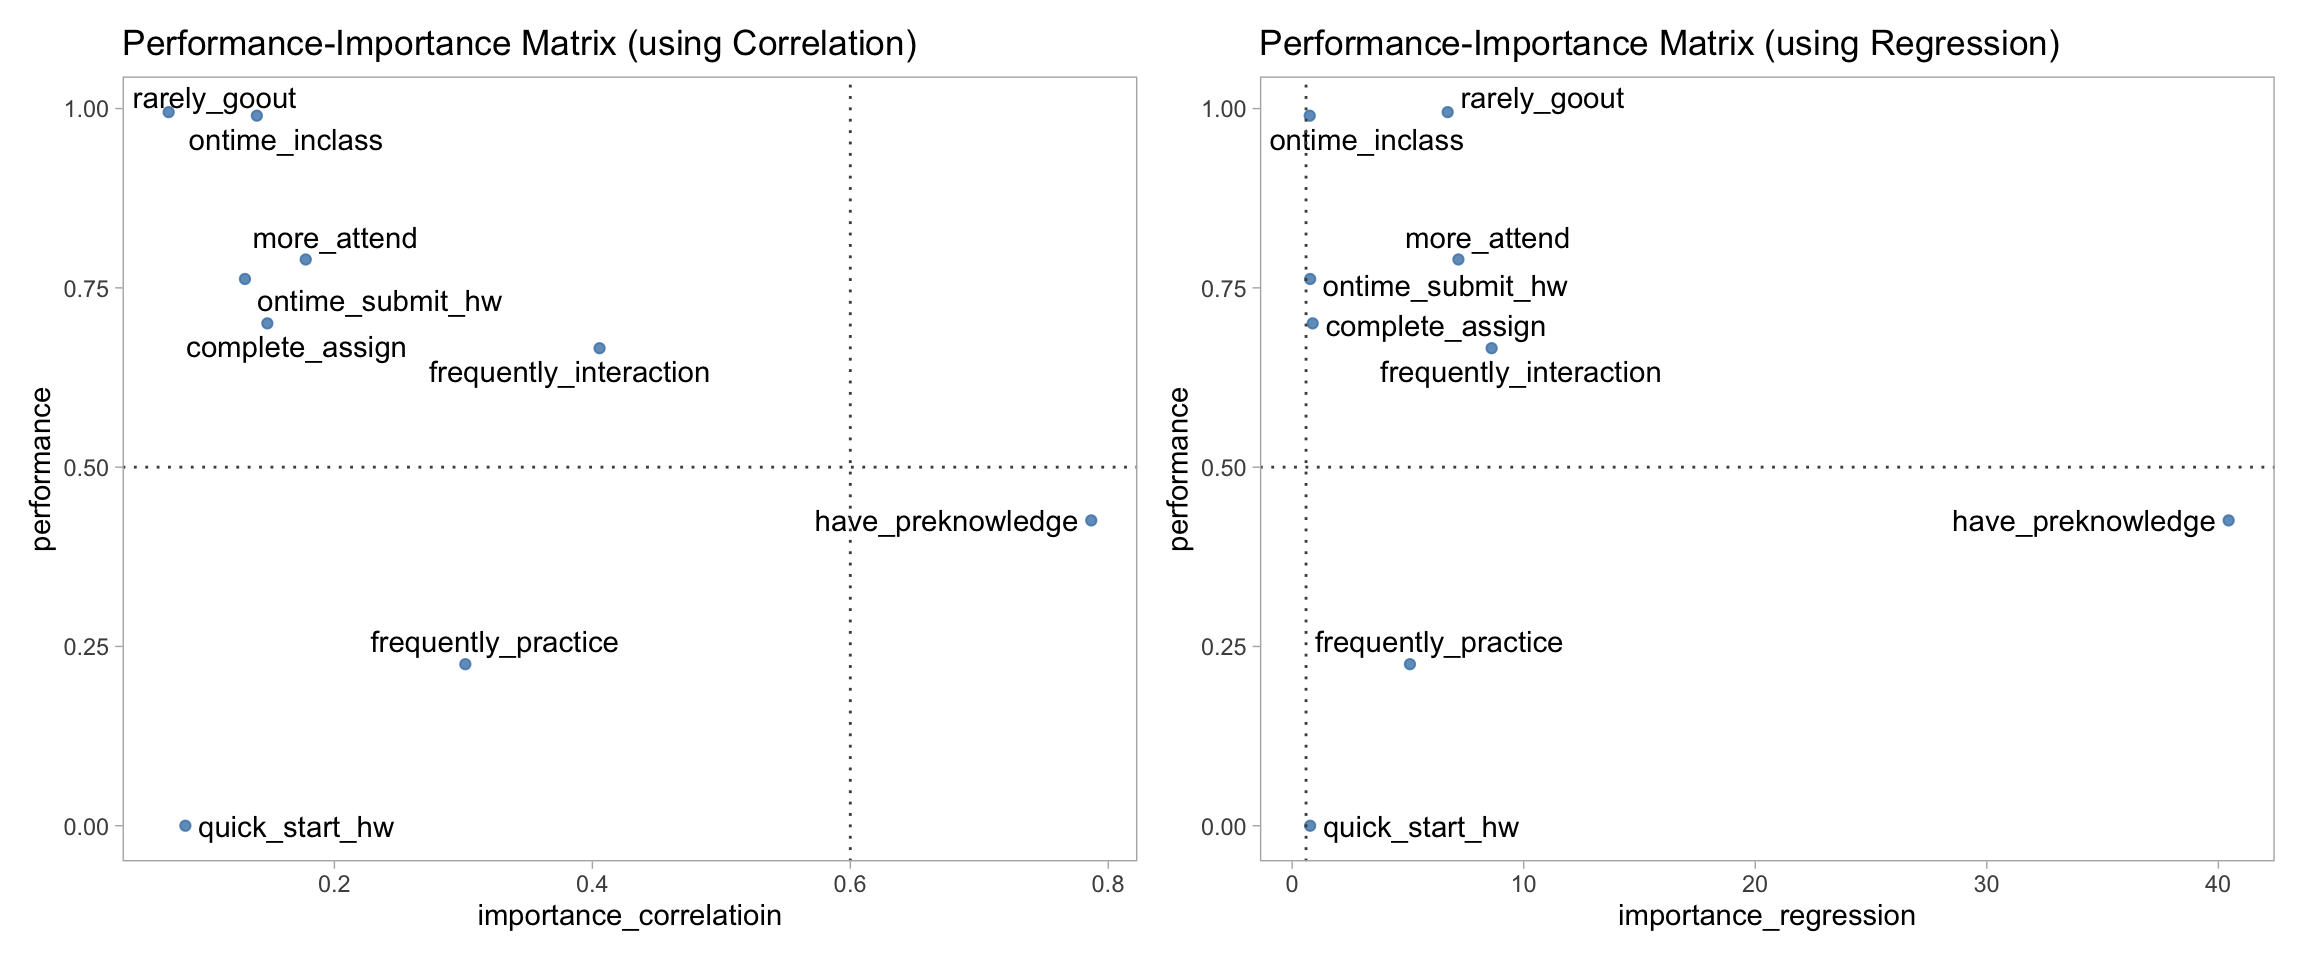 Performance-Importance Matrix (using Correlation)
performance
1.00
0.75
0.50
0.25
0.00
rarely_goout
ontime_inclass
more_attend
ontime_submit_hw
complete_assign
frequently_interaction
have_preknowledge
frequently_practice
quick_start_hw
0.2 0.4 0.6 0.8
importance_correlatioin
Performance-Importance Matrix (using Regression)
performance
1.00
0.75
0.50
0.25
0.00
rarely_goout
ontime_inclass
more_attend
ontime_submit_hw
complete_assign
frequently_interaction
have_preknowledge
frequently_practice
quick_start_hw
0 10 20 30 40
importance_regression